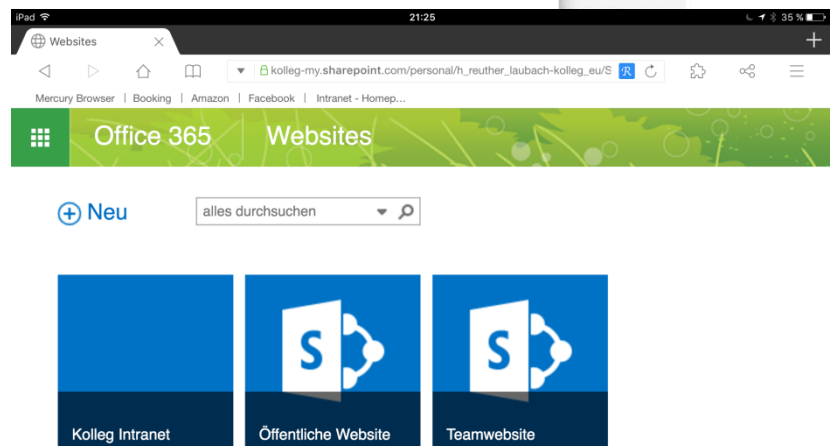 iPad 21:25 35 %
Websites
kolleg-my.sharepoint.com/personal/h_reuther_laubach-kolleg_eu/S R
Mercury Browser | Booking | Amazon | Facebook | Intranet - Homep...
Office 365 Websites
Neu alles durchsuchen
S S
Kolleg Intranet Öffentliche Website Teamwebsite